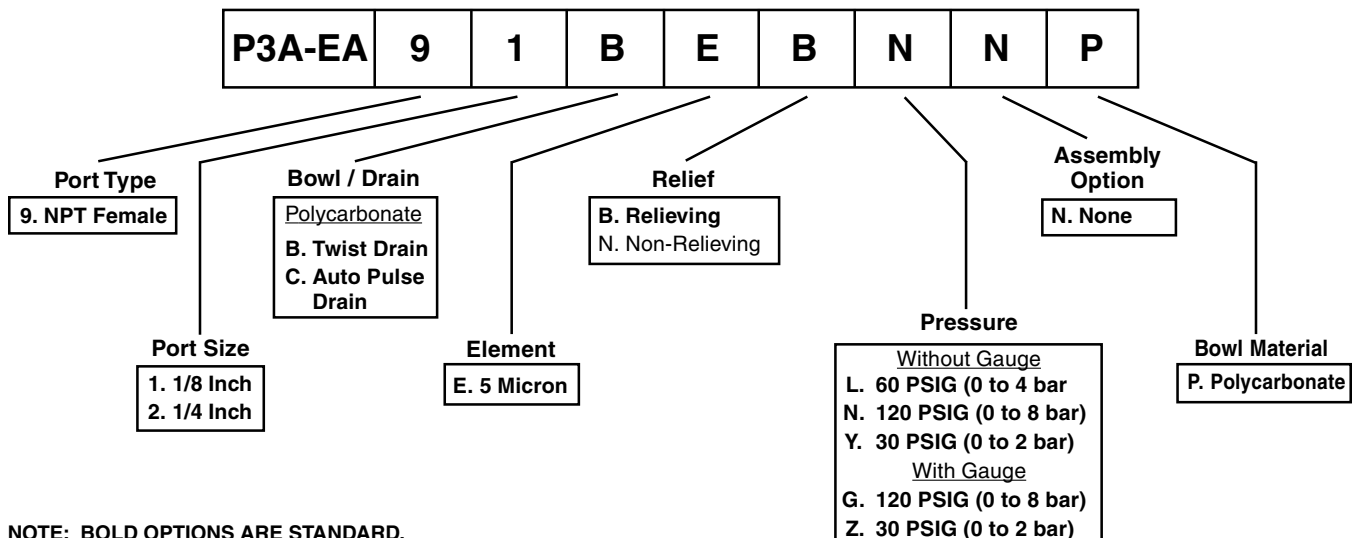 P3A-EA 9 1 B E B N N P
Port Type
9. NPT Female
Port Size
1. 1/8 Inch
2. 1/4 Inch
Bowl / Drain
Polycarbonate
B. Twist Drain
C. Auto Pulse
Drain
Element
E. 5 Micron
Relief
B. Relieving
N. Non-Relieving
Pressure
Without Gauge
L. 60 PSIG (0 to 4 bar
N. 120 PSIG (0 to 8 bar)
Y. 30 PSIG (0 to 2 bar)
With Gauge
G. 120 PSIG (0 to 8 bar)
Z. 30 PSIG (0 to 2 bar)
Assembly
Option
N. None
Bowl Material
P. Polycarbonate
NOTE: BOLD OPTIONS ARE STANDARD.